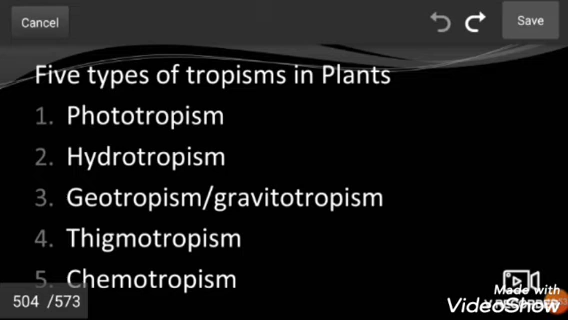 Cancel
Save
Five types of tropisms in Plants
1. Phototropism
2. Hydrotropism
3. Geotropism/gravitotropism
4. Thigmotropism
5. Chemotropism
504 /573
Made with
VideoShow